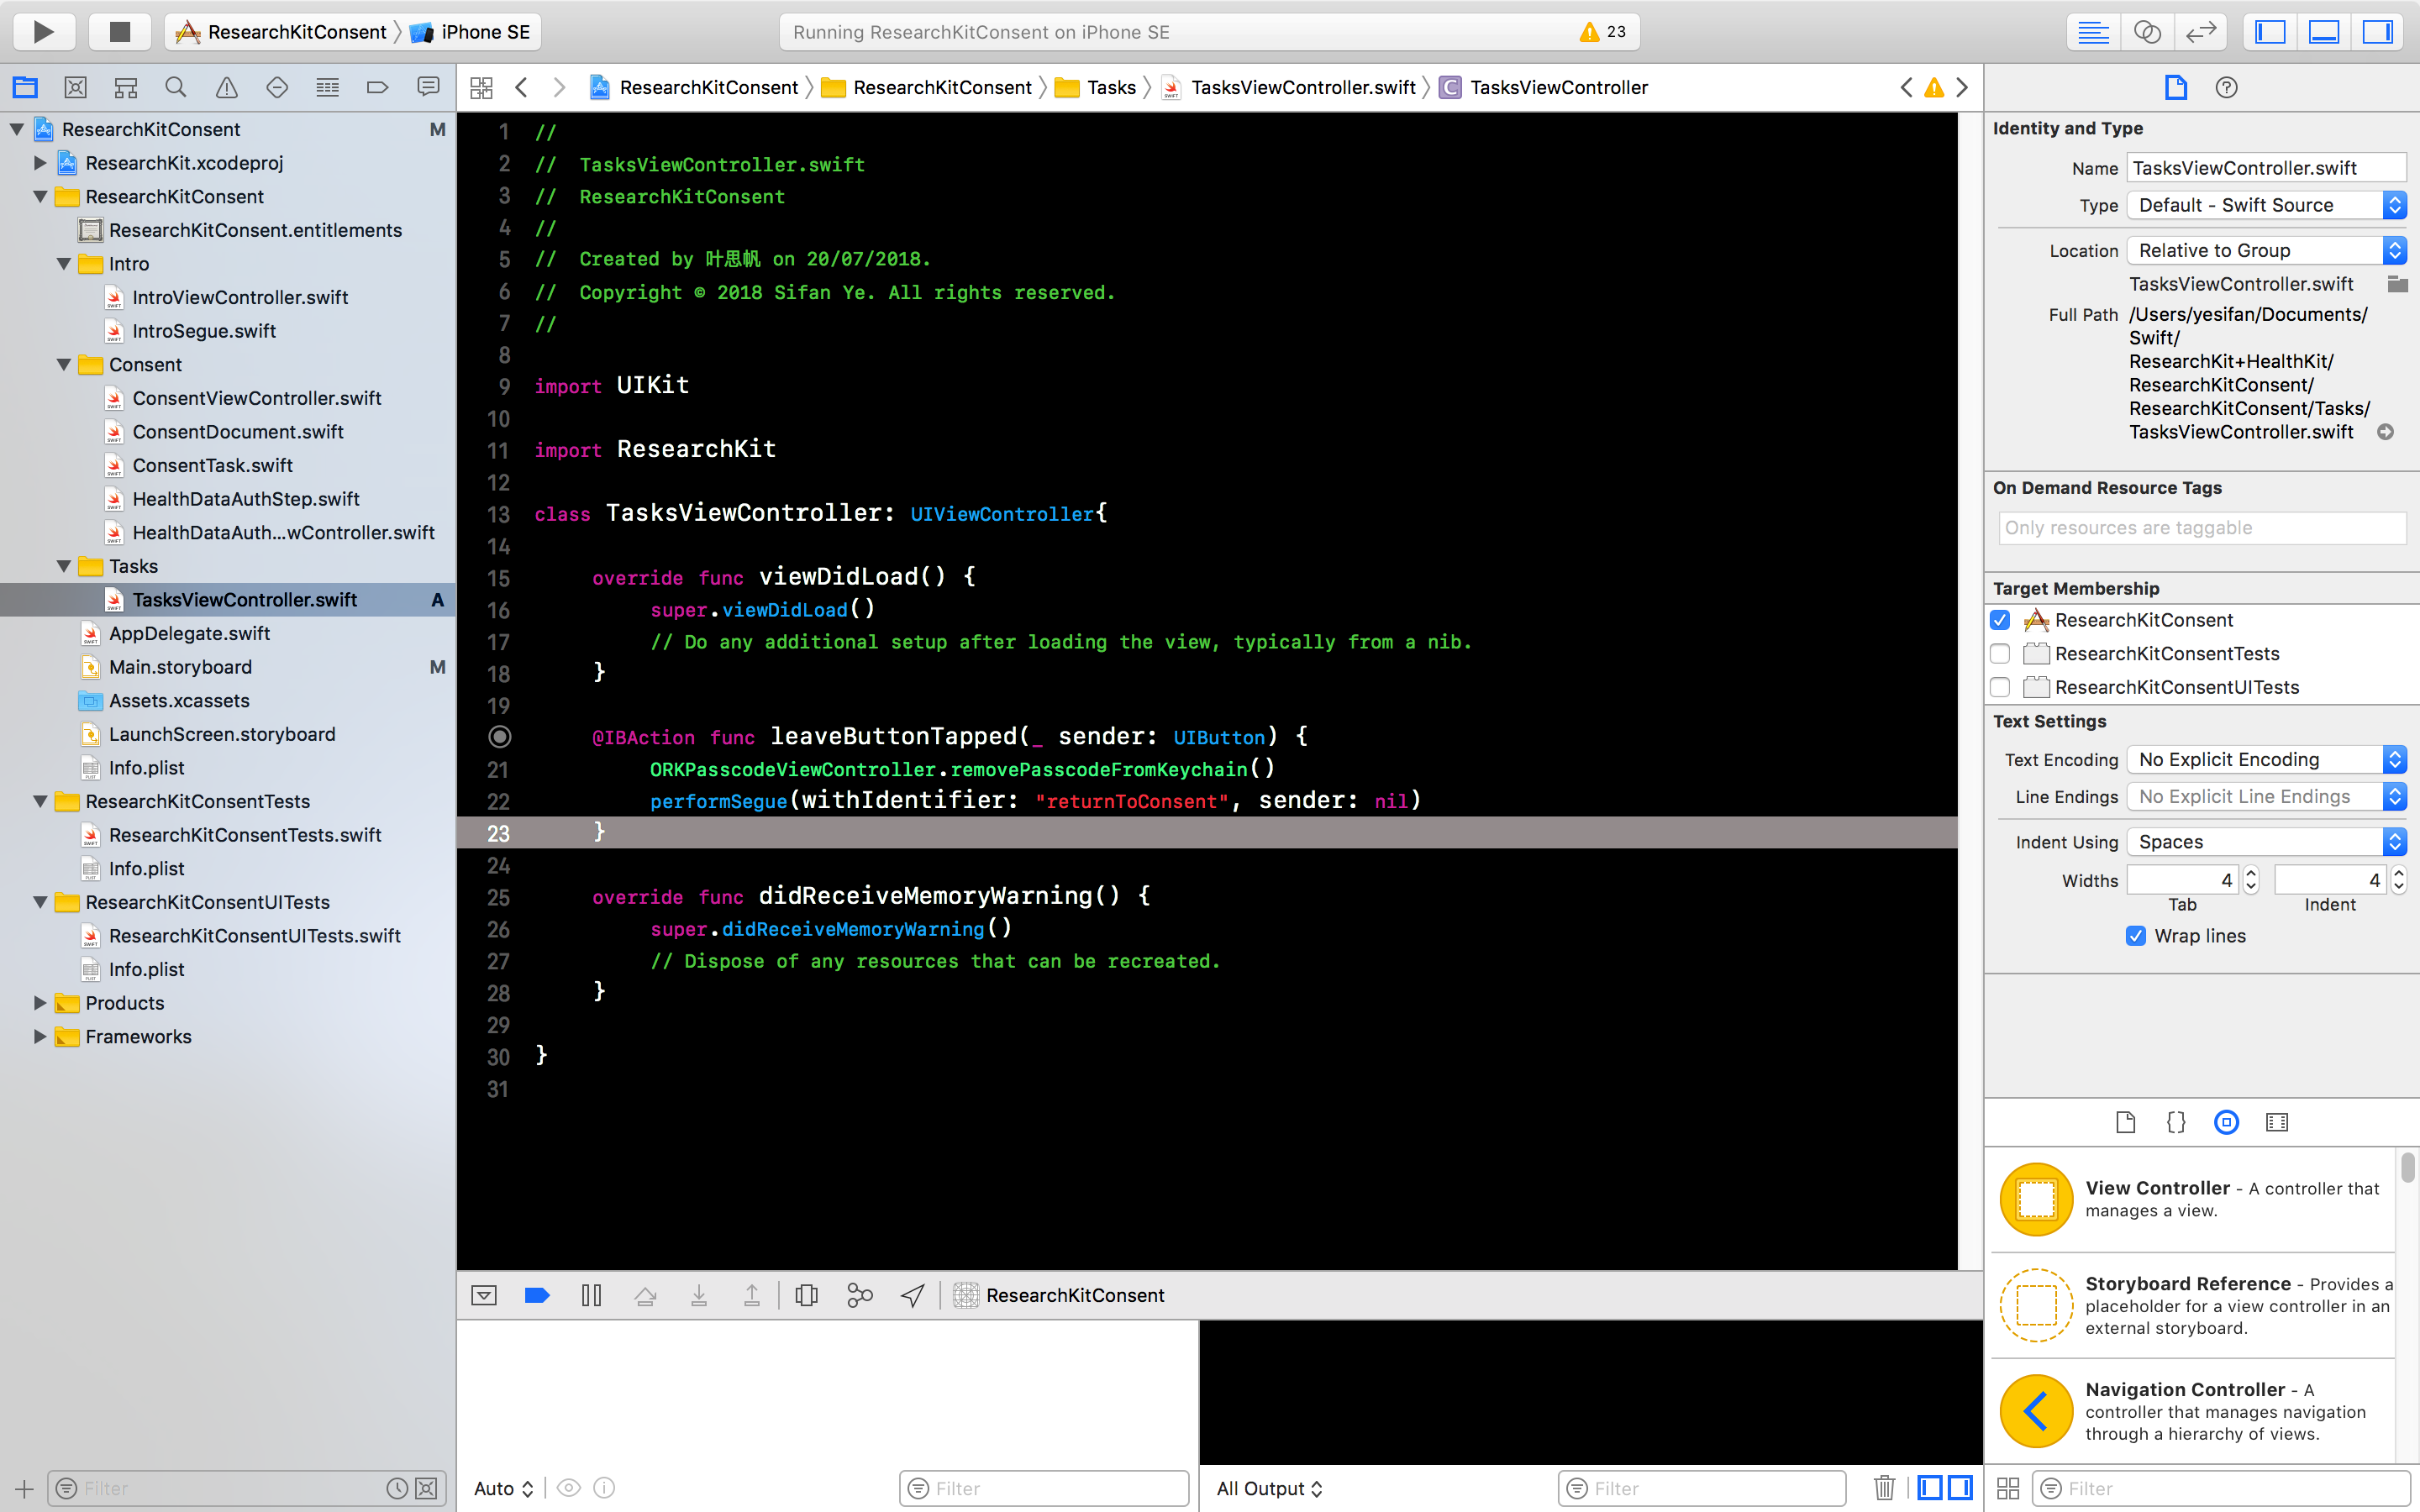 ResearchKitConsent iPhone SE
Running ResearchKitConsent on iPhone SE 23
ResearchKitConsent M
ResearchKit.xcodeproj
ResearchKitConsent
ResearchKitConsent.entitlements
Intro
IntroViewController.swift
IntroSegue.swift
Consent
ConsentViewController.swift
ConsentDocument.swift
ConsentTask.swift
HealthDataAuthStep.swift
HealthDataAuth...wController.swift
Tasks
TasksViewController.swift A
AppDelegate.swift
Main.storyboard M
Assets.xcassets
LaunchScreen.storyboard
Info.plist
ResearchKitConsentTests
ResearchKitConsentTests.swift
Info.plist
ResearchKitConsentUITests
ResearchKitConsentUITests.swift
Info.plist
Products
Frameworks
Filter
ResearchKitConsent ResearchKitConsent Tasks TasksViewController.swift C TasksViewController
1 //
2 //  TasksViewController.swift
3 //  ResearchKitConsent
4 //
5 //  Created by 叶思帆 on 20/07/2018.
6 //  Copyright © 2018 Sifan Ye. All rights reserved.
7 //
8
9 import UIKit
10
11 import ResearchKit
12
13 class TasksViewController: UIViewController{
14
15 override func viewDidLoad() {
16 super.viewDidLoad()
17 // Do any additional setup after loading the view, typically from a nib.
18 }
19
@IBAction func leaveButtonTapped(_ sender: UIButton) {
21 ORKPasscodeViewController.removePasscodeFromKeychain()
22 performSegue(withIdentifier: "returnToConsent", sender: nil)
23 }
24
25 override func didReceiveMemoryWarning() {
26 super.didReceiveMemoryWarning()
27 // Dispose of any resources that can be recreated.
28 }
29
30 }
31
ResearchKitConsent
Auto
Filter
All Output
Filter
Identity and Type
Name TasksViewController.swift
Type Default - Swift Source
Location Relative to Group
TasksViewController.swift
Full Path /Users/yesifan/Documents/
Swift/
ResearchKit+HealthKit/
ResearchKitConsent/
ResearchKitConsent/Tasks/
TasksViewController.swift
On Demand Resource Tags
Only resources are taggable
Target Membership
ResearchKitConsent
ResearchKitConsentTests
ResearchKitConsentUITests
Text Settings
Text Encoding No Explicit Encoding
Line Endings No Explicit Line Endings
Indent Using Spaces
Widths 4 4
Tab Indent
Wrap lines
View Controller - A controller that
manages a view.
Storyboard Reference - Provides a
placeholder for a view controller in an
external storyboard.
Navigation Controller - A
controller that manages navigation
through a hierarchy of views.
Filter